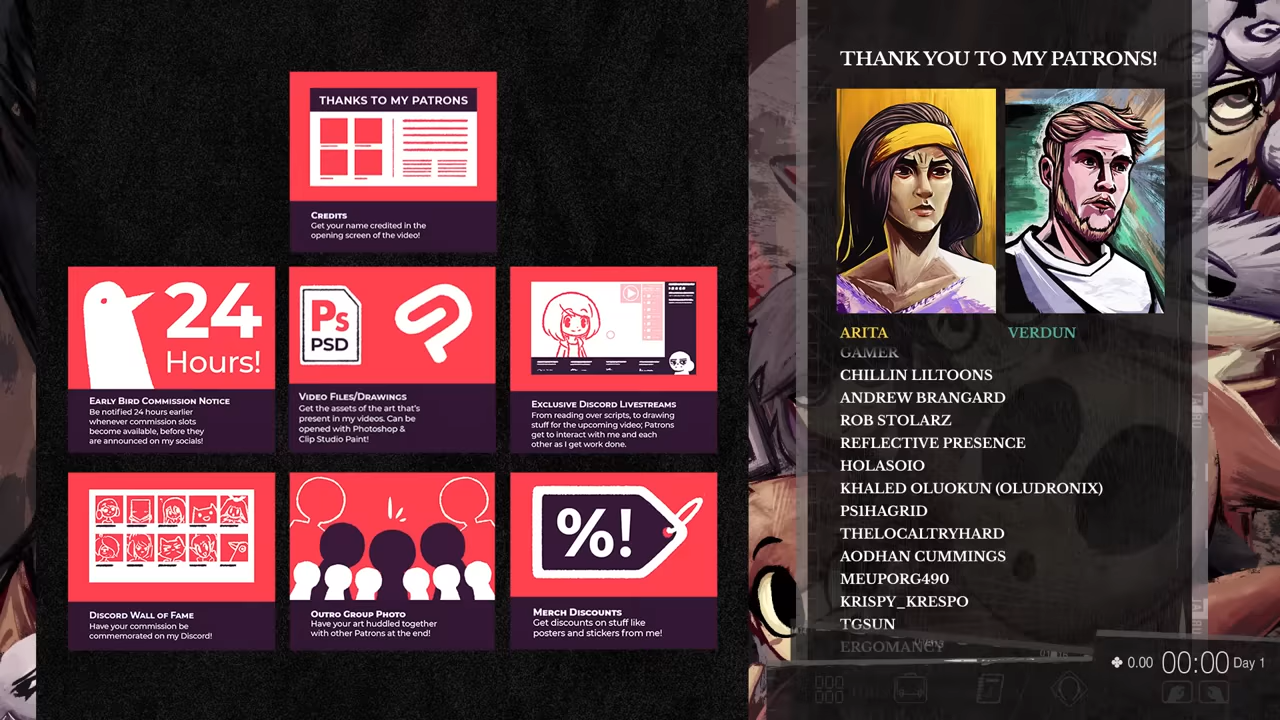 THANKS TO MY PATRONS
Credits
Get your name credited in the
opening screen of the video!
24
Hours!
Early Bird Commission Notice
Be notified 24 hours earlier
whenever commission slots
become available, before they
are announced on my socials!
Ps
PSD
Video Files/Drawings
Get the assets of the art that's
present in my videos. Can be
opened with Photoshop &
Clip Studio Paint!
Exclusive Discord Livestreams
From reading over scripts, to drawing
stuff for the upcoming video; Patrons
get to interact with me and each
other as I get work done.
Discord Wall of Fame
Have your commission be
commemorated on my Discord!
Outro Group Photo
Have your art huddled together
with other Patrons at the end!
%!
Merch Discounts
Get discounts on stuff like
posters and stickers from me!
THANK YOU TO MY PATRONS!
ARITA
VERDUN
GAMER
CHILLIN LILTOONS
ANDREW BRANGARD
ROB STOLARZ
REFLECTIVE PRESENCE
HOLASOIO
KHALED OLUOKUN (OLUDRONIX)
PS1HAGRID
THELOCALTRYHARD
AODHAN CUMMINGS
MEUPORG490
KRISPY_KRESPO
TGSUN
ERGOMANCY
0.00 00:00 Day 1